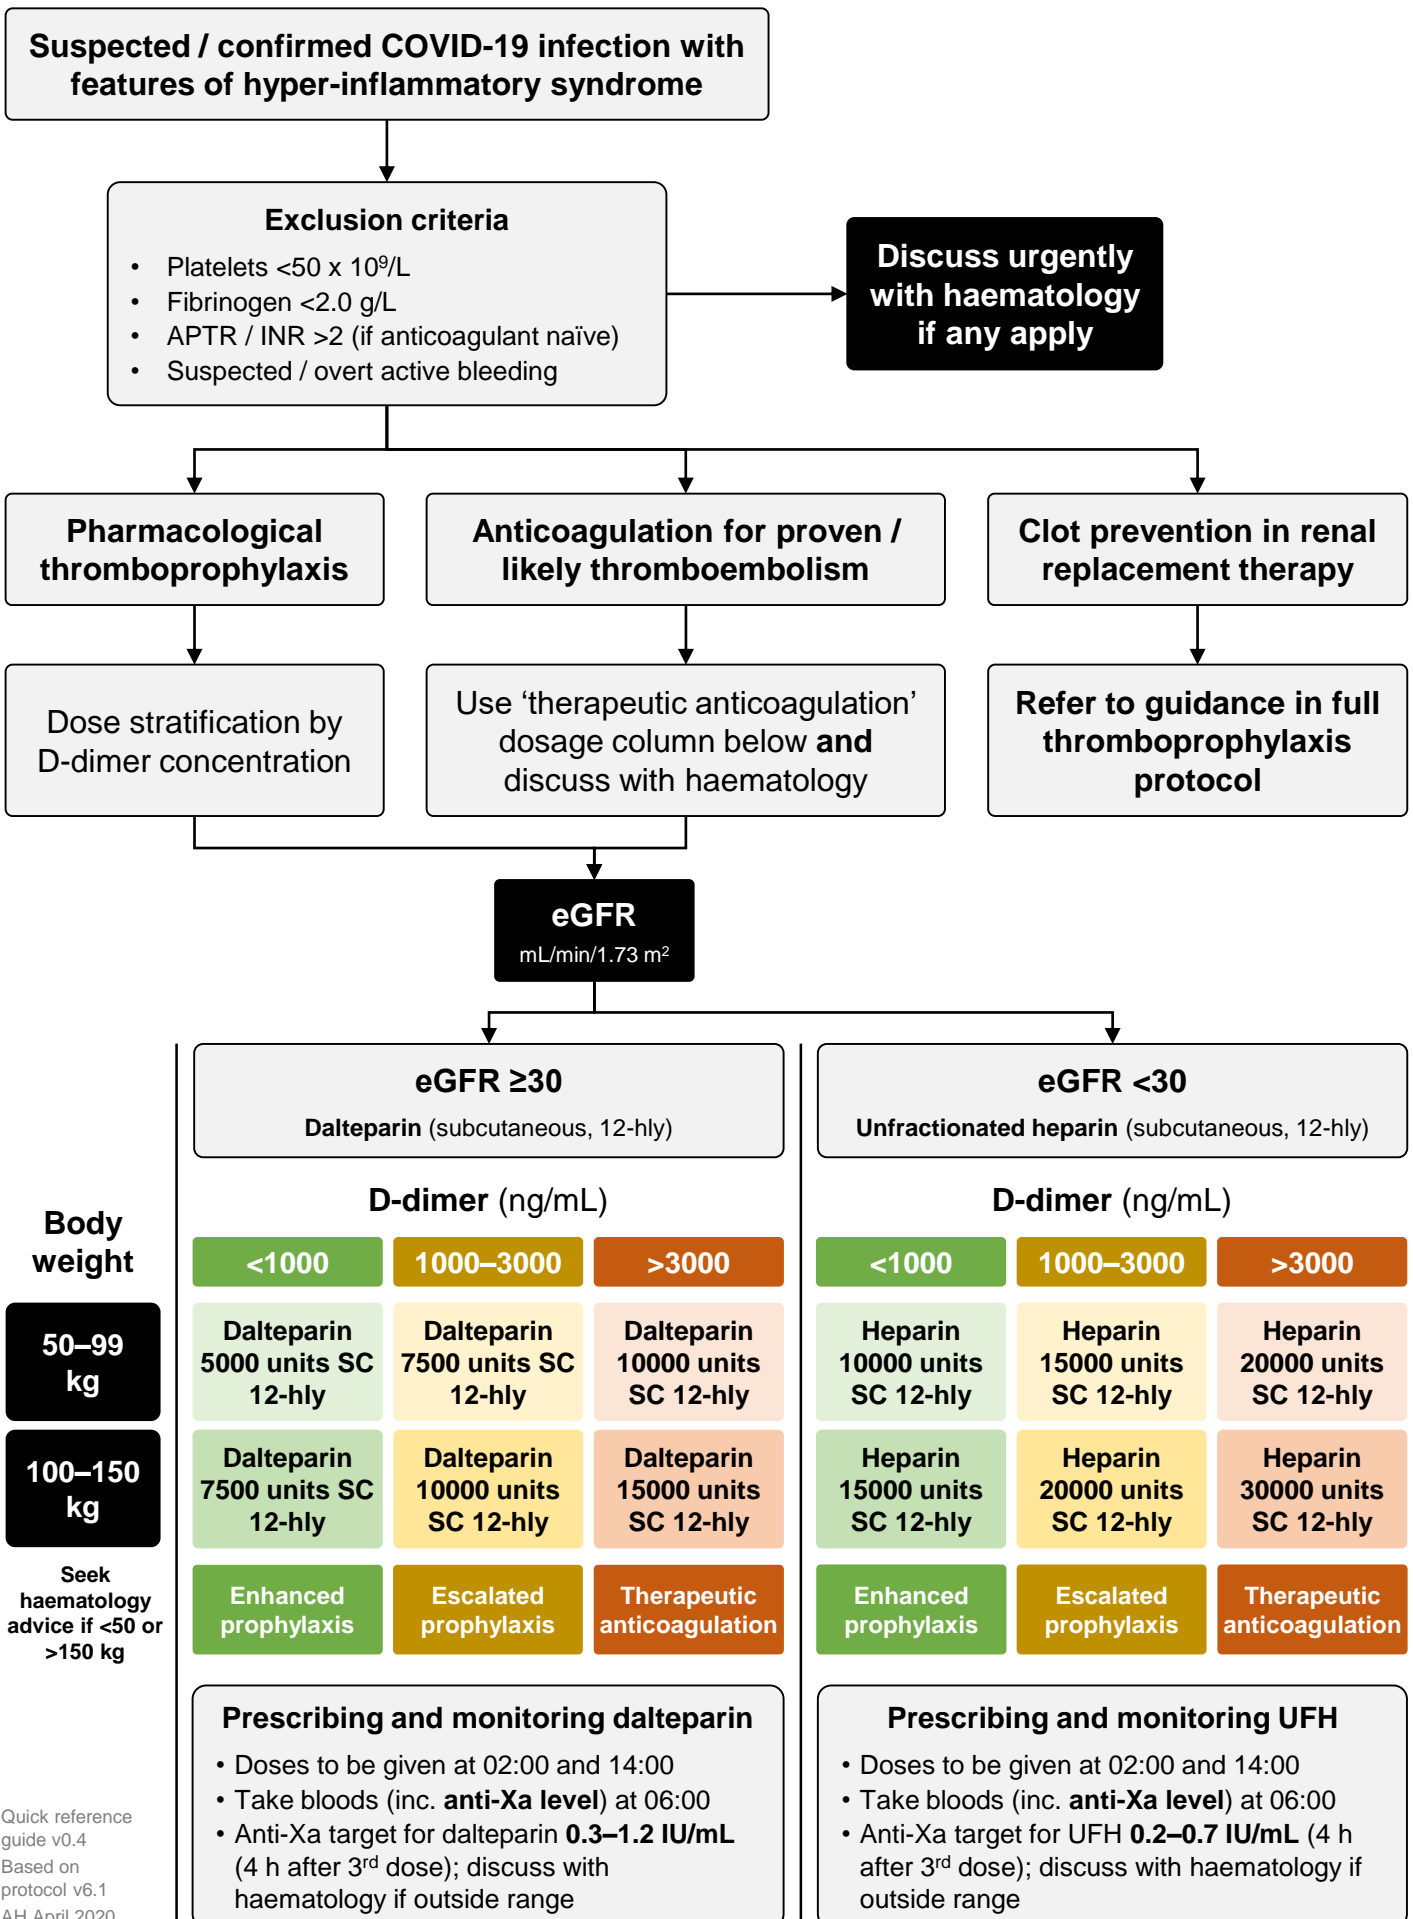 Suspected / confirmed COVID-19 infection with
features of hyper-inflammatory syndrome
Exclusion criteria
• Platelets <50 x 10⁹/L
• Fibrinogen <2.0 g/L
• APTR / INR >2 (if anticoagulant naïve)
• Suspected / overt active bleeding
Discuss urgently
with haematology
if any apply
Pharmacological
thromboprophylaxis
Anticoagulation for proven /
likely thromboembolism
Clot prevention in renal
replacement therapy
Dose stratification by
D-dimer concentration
Use ‘therapeutic anticoagulation’
dosage column below and
discuss with haematology
Refer to guidance in full
thromboprophylaxis
protocol
eGFR
mL/min/1.73 m²
eGFR ≥30
Dalteparin (subcutaneous, 12-hly)
eGFR <30
Unfractionated heparin (subcutaneous, 12-hly)
Body
weight
D-dimer (ng/mL)
<1000
1000–3000
>3000
D-dimer (ng/mL)
<1000
1000–3000
>3000
50–99
kg
Dalteparin
5000 units SC
12-hly
Dalteparin
7500 units SC
12-hly
Dalteparin
10000 units
SC 12-hly
Heparin
10000 units
SC 12-hly
Heparin
15000 units
SC 12-hly
Heparin
20000 units
SC 12-hly
100–150
kg
Dalteparin
7500 units SC
12-hly
Dalteparin
10000 units
SC 12-hly
Dalteparin
15000 units
SC 12-hly
Heparin
15000 units
SC 12-hly
Heparin
20000 units
SC 12-hly
Heparin
30000 units
SC 12-hly
Seek
haematology
advice if <50 or
>150 kg
Enhanced
prophylaxis
Escalated
prophylaxis
Therapeutic
anticoagulation
Enhanced
prophylaxis
Escalated
prophylaxis
Therapeutic
anticoagulation
Prescribing and monitoring dalteparin
• Doses to be given at 02:00 and 14:00
• Take bloods (inc. anti-Xa level) at 06:00
• Anti-Xa target for dalteparin 0.3–1.2 IU/mL
(4 h after 3ʳᵈ dose); discuss with
haematology if outside range
Prescribing and monitoring UFH
• Doses to be given at 02:00 and 14:00
• Take bloods (inc. anti-Xa level) at 06:00
• Anti-Xa target for UFH 0.2–0.7 IU/mL (4 h
after 3ʳᵈ dose); discuss with haematology if
outside range
Quick reference
guide v0.4
Based on
protocol v6.1
AH April 2020